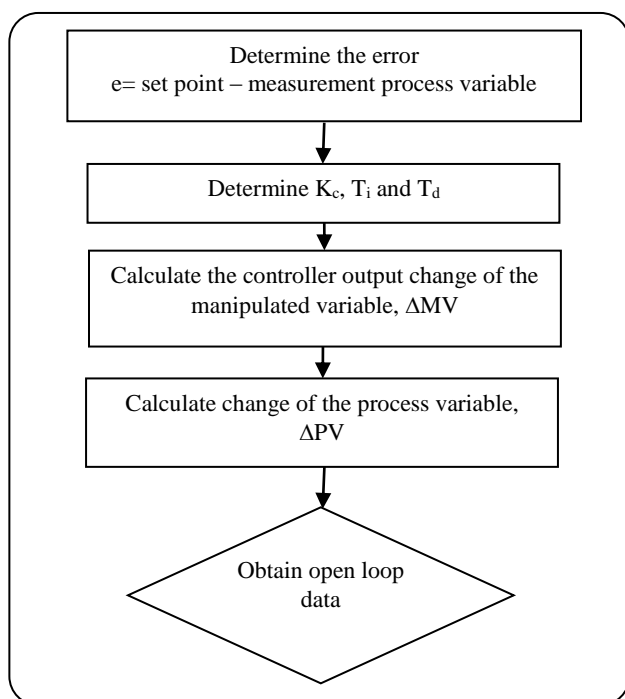 Determine the error
e= set point – measurement process variable
Determine Kc, Ti and Td
Calculate the controller output change of the
manipulated variable, ΔMV
Calculate change of the process variable,
ΔPV
Obtain open loop
data